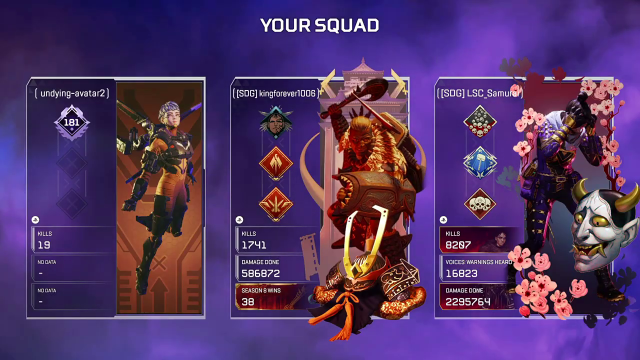 YOUR SQUAD
( undying-avatar2 )
181
KILLS
19
NO DATA
-
NO DATA
-
([SDG] kingforever1006 )
KILLS
1741
DAMAGE DONE
586872
SEASON 8 WINS
38
([SDG] LSC_Samurai
KILLS
8207
VOICES: WARNINGS HEARD
16823
DAMAGE DONE
2295764